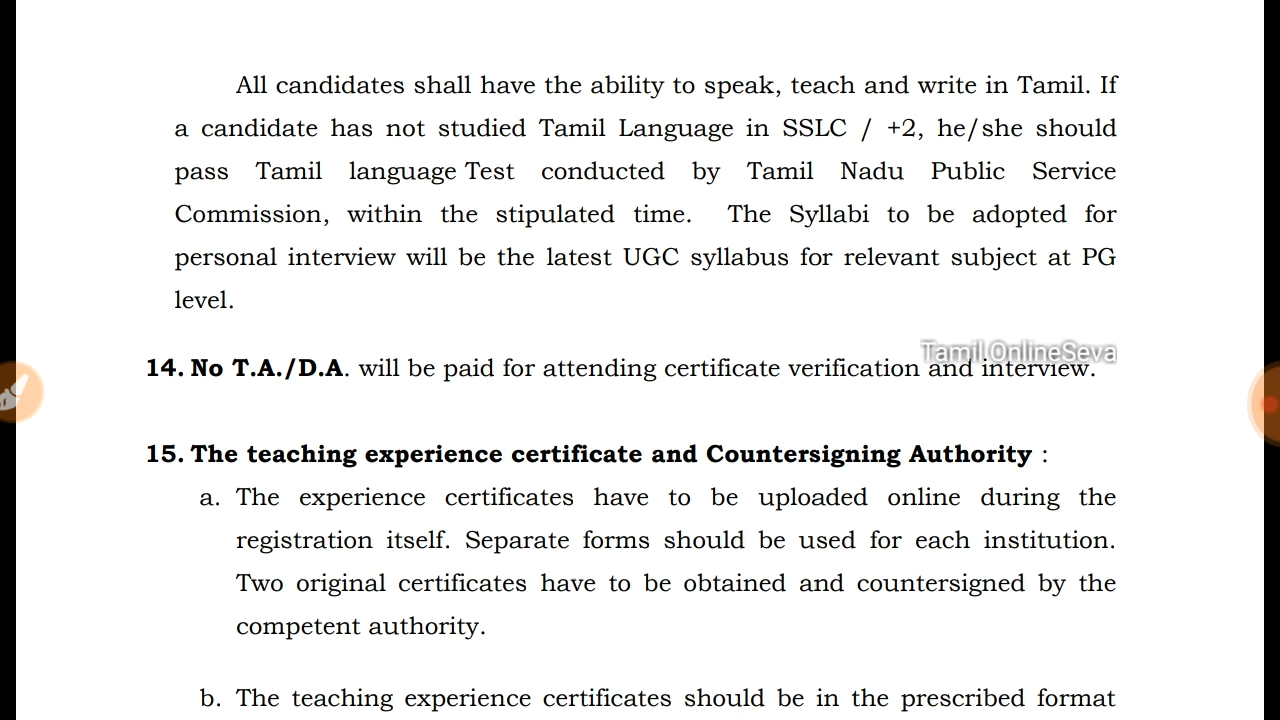 All candidates shall have the ability to speak, teach and write in Tamil. If
a candidate has not studied Tamil Language in SSLC / +2, he/she should
pass Tamil language Test conducted by Tamil Nadu Public Service
Commission, within the stipulated time. The Syllabi to be adopted for
personal interview will be the latest UGC syllabus for relevant subject at PG
level.
Tamil OnlineSeva
14. No T.A./D.A. will be paid for attending certificate verification and interview.
15. The teaching experience certificate and Countersigning Authority :
a. The experience certificates have to be uploaded online during the
registration itself. Separate forms should be used for each institution.
Two original certificates have to be obtained and countersigned by the
competent authority.
b. The teaching experience certificates should be in the prescribed format